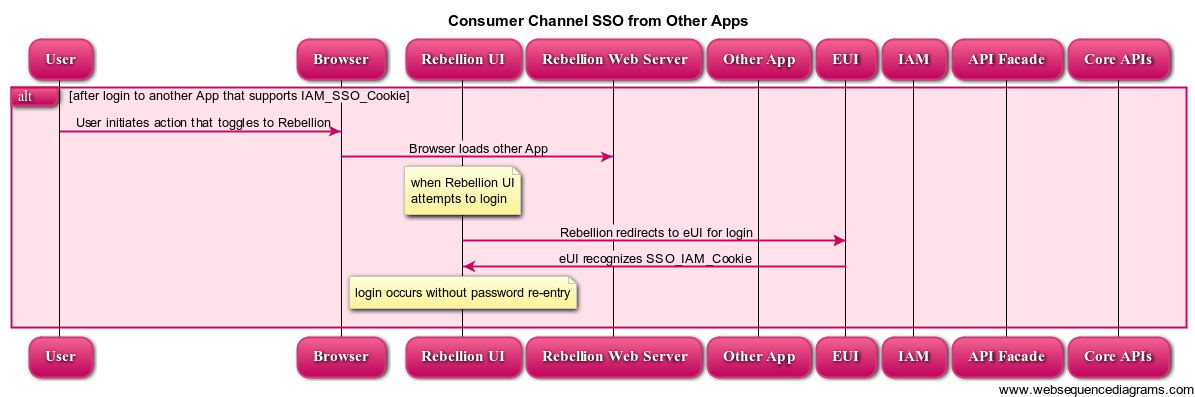 Consumer Channel SSO from Other Apps
User Browser Rebellion UI Rebellion Web Server Other App EUI IAM API Facade Core APIs
alt [after login to another App that supports IAM_SSO_Cookie]
User initiates action that toggles to Rebellion
Browser loads other App
when Rebellion UI
attempts to login
Rebellion redirects to eUI for login
eUI recognizes SSO_IAM_Cookie
login occurs without password re-entry
User Browser Rebellion UI Rebellion Web Server Other App EUI IAM API Facade Core APIs
www.websequencediagrams.com